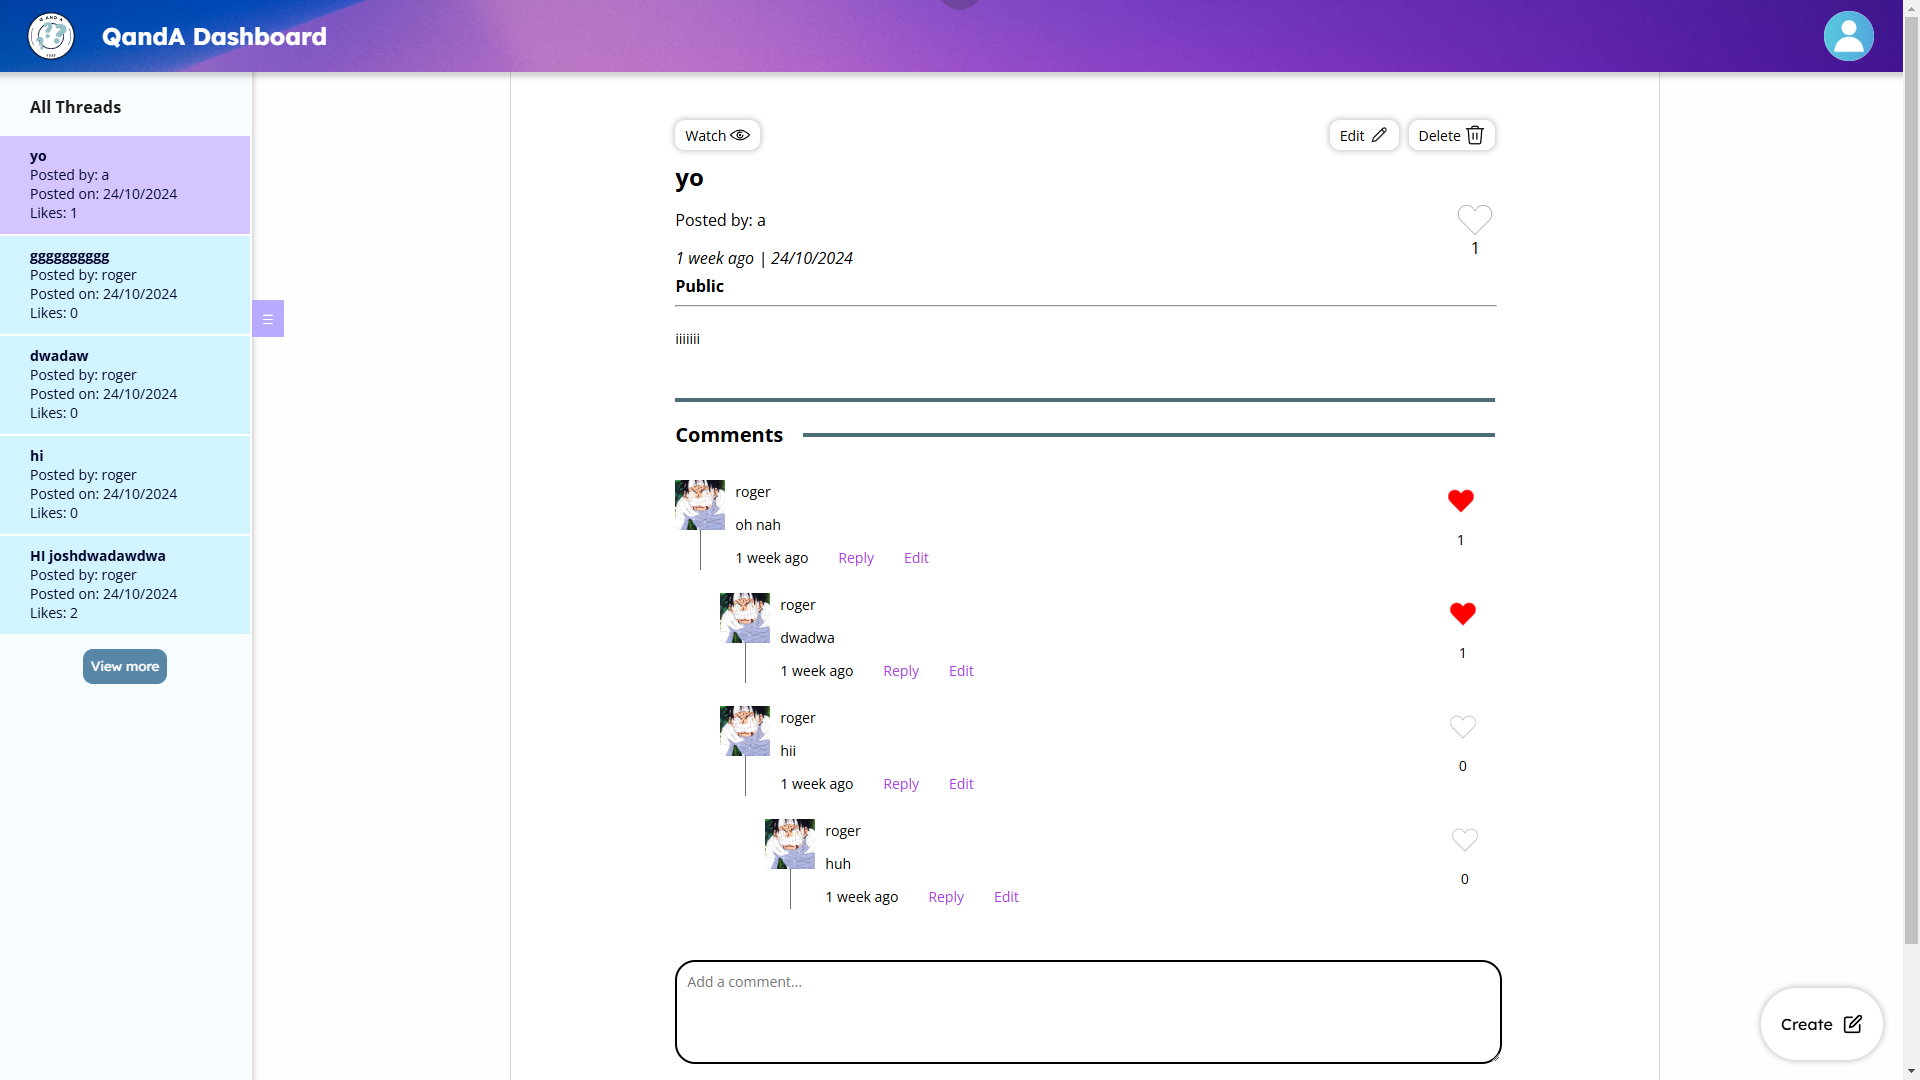 Q AND A
QandA Dashboard
All Threads
yo
Posted by: a
Posted on: 24/10/2024
Likes: 1
gggggggggg
Posted by: roger
Posted on: 24/10/2024
Likes: 0
dwadaw
Posted by: roger
Posted on: 24/10/2024
Likes: 0
hi
Posted by: roger
Posted on: 24/10/2024
Likes: 0
HI joshdwadawdwa
Posted by: roger
Posted on: 24/10/2024
Likes: 2
View more
Watch
Edit
Delete
yo
Posted by: a
1
1 week ago | 24/10/2024
Public
iiiiiii
Comments
roger
oh nah
1
1 week ago Reply Edit
roger
dwadwa
1
1 week ago Reply Edit
roger
hii
0
1 week ago Reply Edit
roger
huh
0
1 week ago Reply Edit
Add a comment...
Create